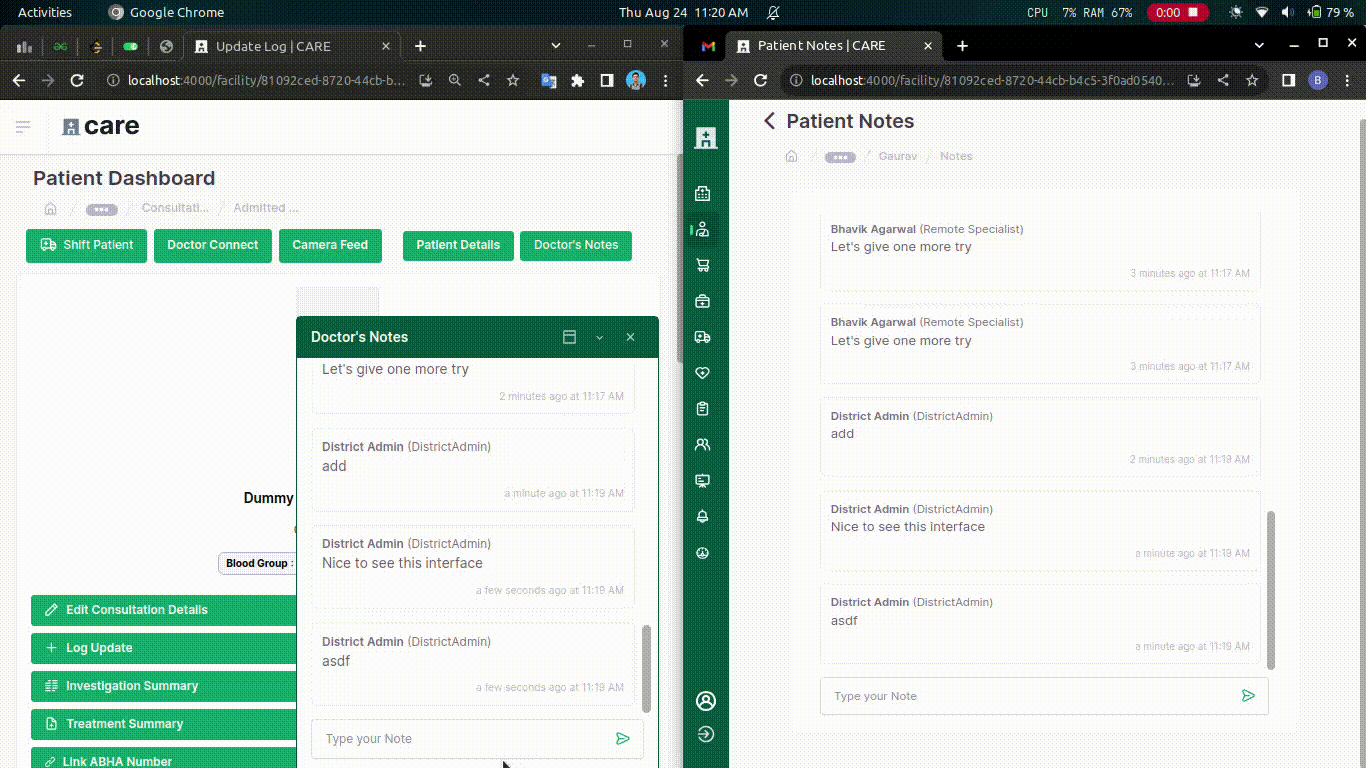 Activities
Google Chrome
Thu Aug 24 11:20 AM
CPU 7% RAM 67%
0:00
79 %
Update Log | CARE
localhost:4000/facility/81092ced-8720-44cb-b...
care
Patient Dashboard
Consultati...
Admitted ...
Shift Patient
Doctor Connect
Camera Feed
Patient Details
Doctor's Notes
Dummy
Blood Group :
Edit Consultation Details
Log Update
Investigation Summary
Treatment Summary
Link ABHA Number
Doctor's Notes
Let's give one more try
2 minutes ago at 11:17 AM
District Admin (DistrictAdmin)
add
a minute ago at 11:19 AM
District Admin (DistrictAdmin)
Nice to see this interface
a few seconds ago at 11:19 AM
District Admin (DistrictAdmin)
asdf
a few seconds ago at 11:19 AM
Type your Note
Patient Notes | CARE
localhost:4000/facility/81092ced-8720-44cb-b4c5-3f0ad0540...
B
Patient Notes
Gaurav
Notes
Bhavik Agarwal (Remote Specialist)
Let's give one more try
3 minutes ago at 11:17 AM
Bhavik Agarwal (Remote Specialist)
Let's give one more try
3 minutes ago at 11:17 AM
District Admin (DistrictAdmin)
add
2 minutes ago at 11:19 AM
District Admin (DistrictAdmin)
Nice to see this interface
a minute ago at 11:19 AM
District Admin (DistrictAdmin)
asdf
a minute ago at 11:19 AM
Type your Note